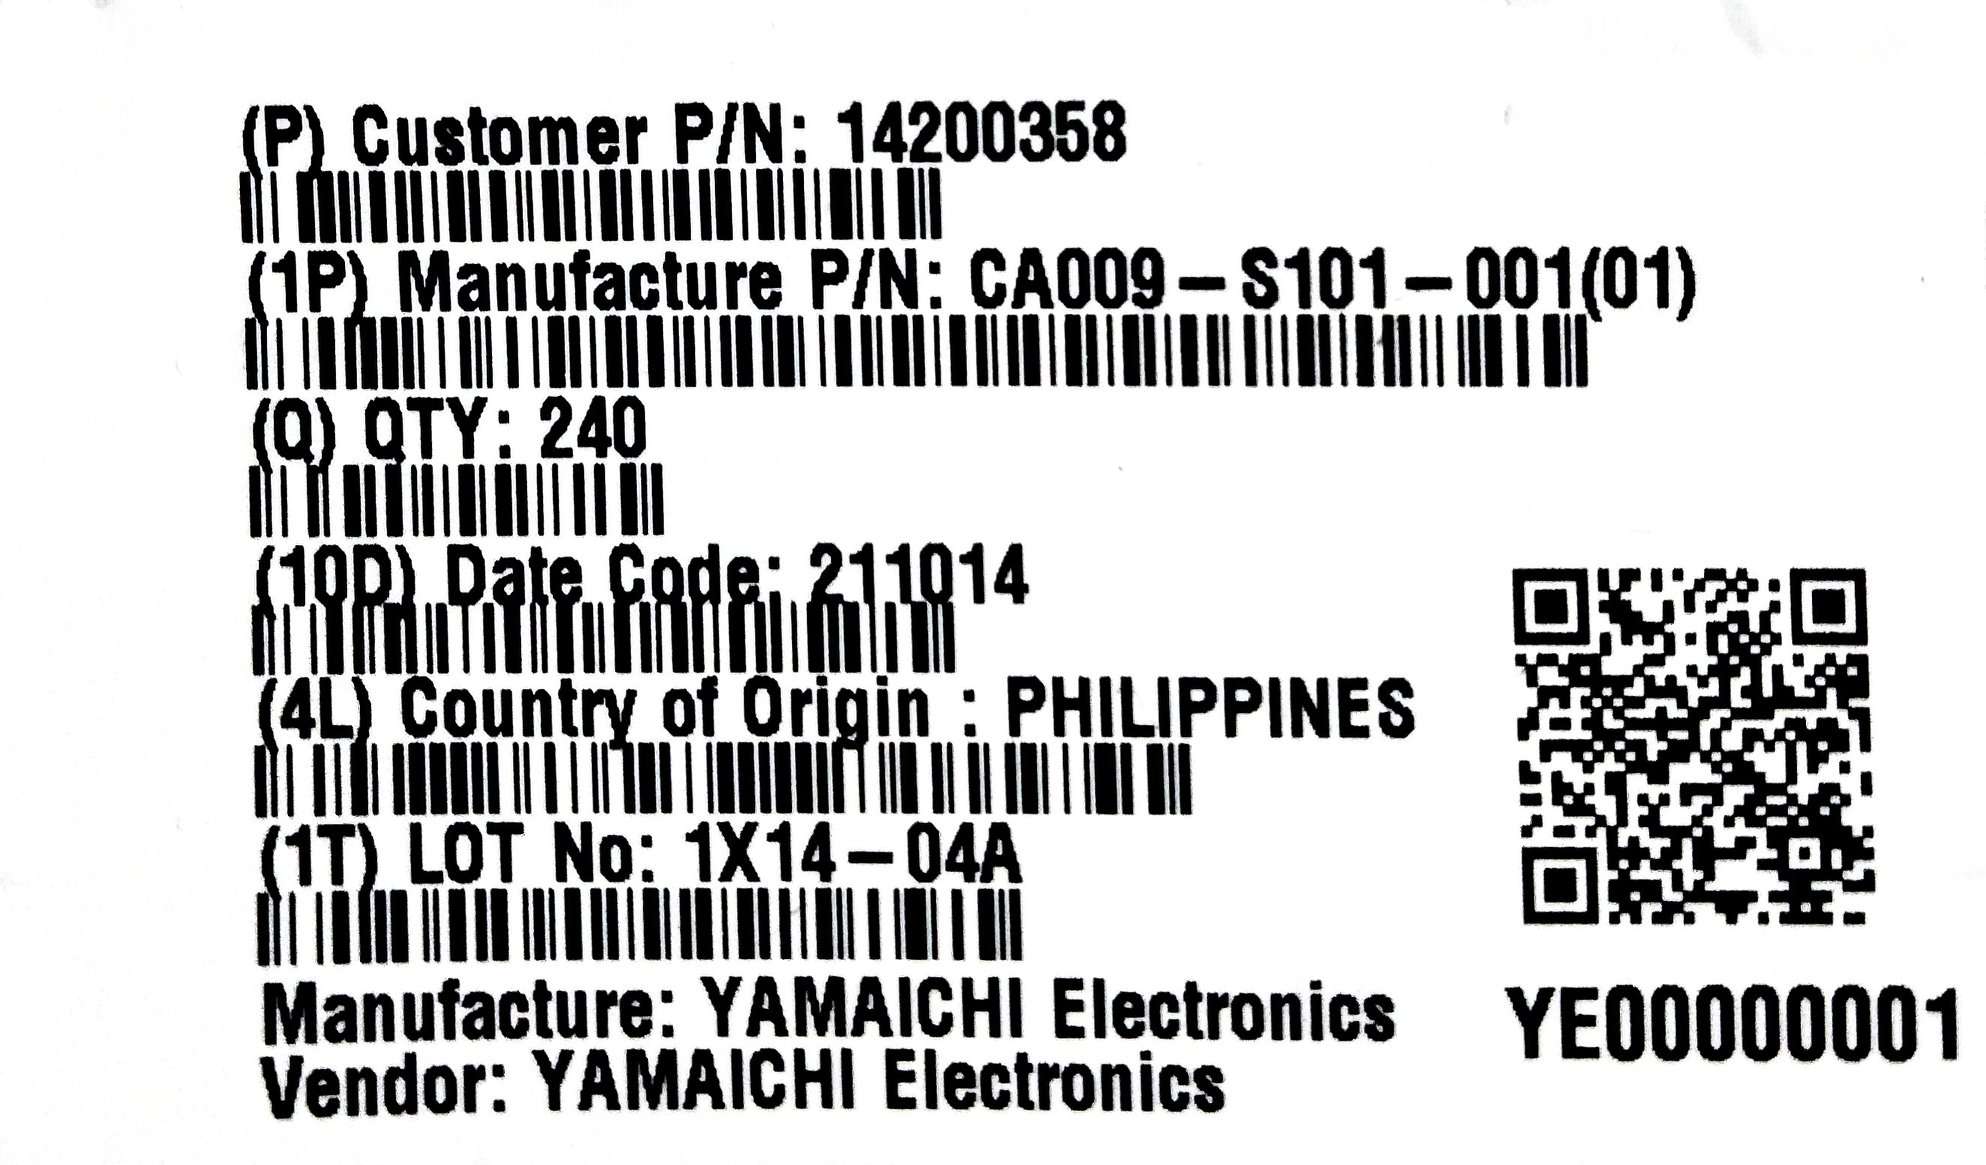 (P) Customer P/N: 14200358
(1P) Manufacture P/N: CA009-S101-001(01)
(Q) QTY: 240
(10D) Date Code: 211014
(4L) Country of Origin : PHILIPPINES
(1T) LOT No: 1X14-04A
Manufacture: YAMAICHI Electronics
Vendor: YAMAICHI Electronics
YE00000001